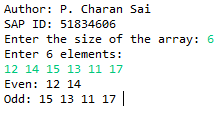 Author: P. Charan Sai
SAP ID: 51834606
Enter the size of the array: 6
Enter 6 elements:
12 14 15 13 11 17
Even: 12 14
Odd: 15 13 11 17